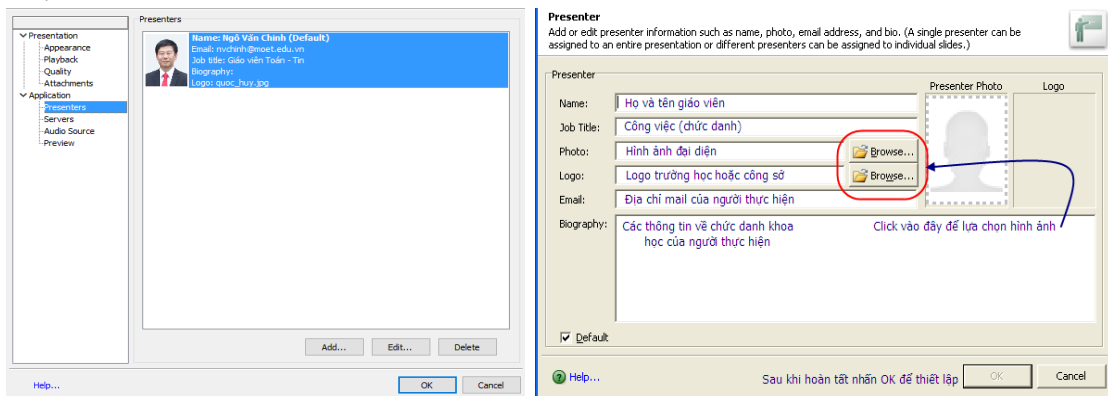 Presentation
Appearance
Playback
Quality
Attachments
Application
Presenters
Servers
Audio Source
Preview
Presenters
Name: Ngô Văn Chinh (Default)
Email: nvchinh@moet.edu.vn
Job title: Giáo viên Toán - Tin
Biography:
Logo: quoc_huy.jpg
Add...
Edit...
Delete
Help...
OK
Cancel
Presenter
Add or edit presenter information such as name, photo, email address, and bio. (A single presenter can be
assigned to an entire presentation or different presenters can be assigned to individual slides.)
Presenter
Presenter Photo
Logo
Name: Họ và tên giáo viên
Job Title: Công việc (chức danh)
Photo: Hình ảnh đại diện Browse...
Logo: Logo trường học hoặc công sở Browse...
Email: Địa chỉ mail của người thực hiện
Biography: Các thông tin về chức danh khoa
học của người thực hiện
Click vào đây để lựa chọn hình ảnh
Default
Help...
Sau khi hoàn tất nhấn OK để thiết lập
OK
Cancel